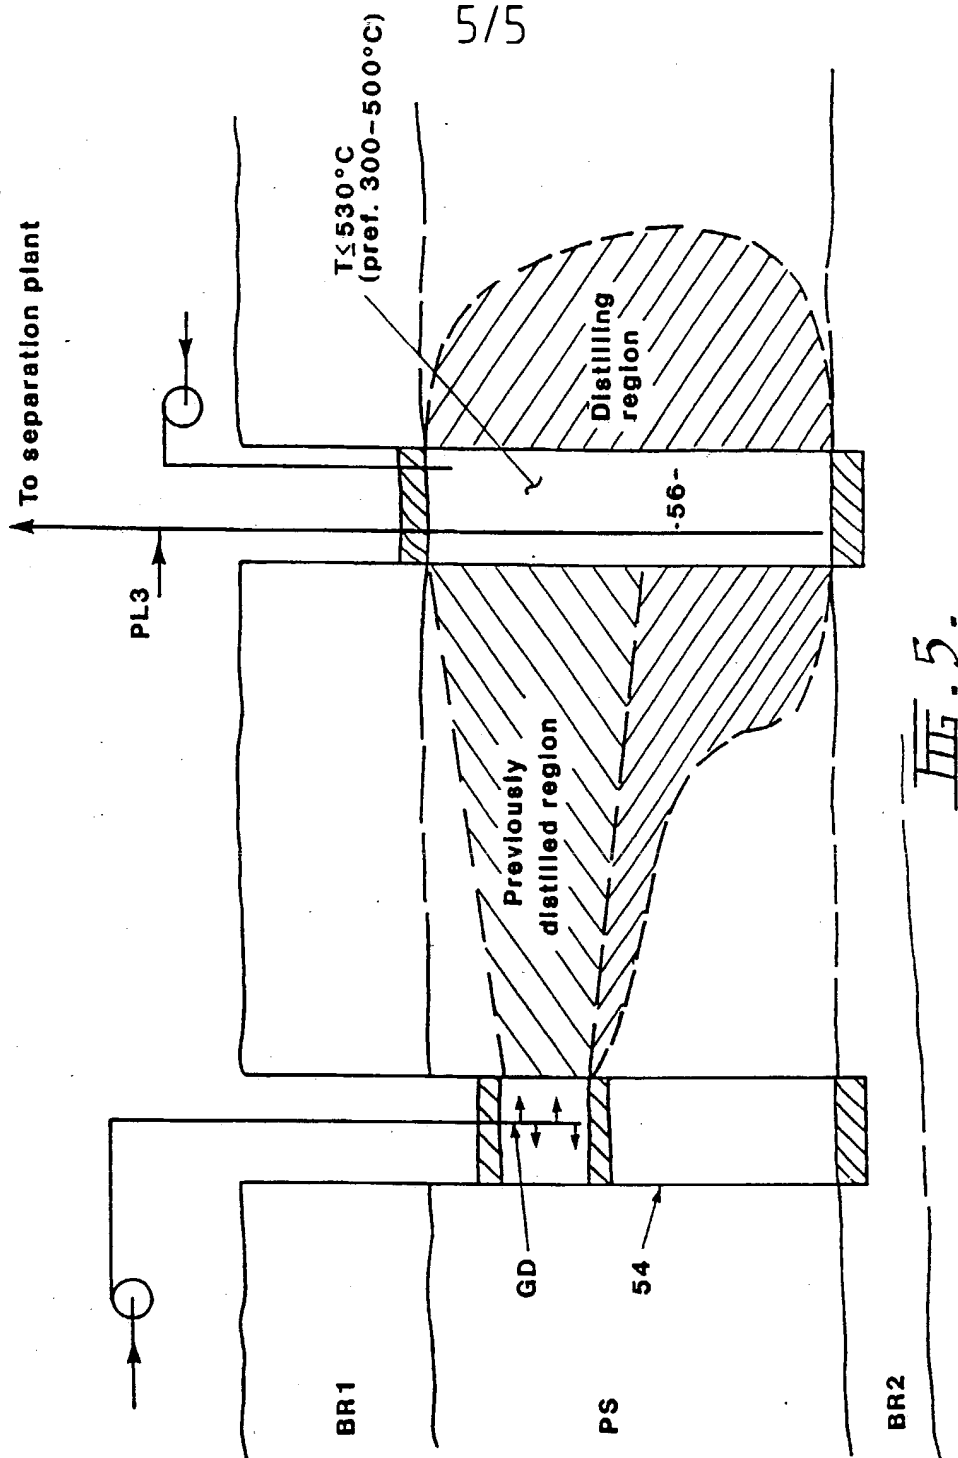 5/5
To separation plant
T≤530°C
(pref. 300-500°C)
PL3
Distilling
region
-56-
Previously
distilled region
GD
54
BR1
PS
BR2
III. 5.